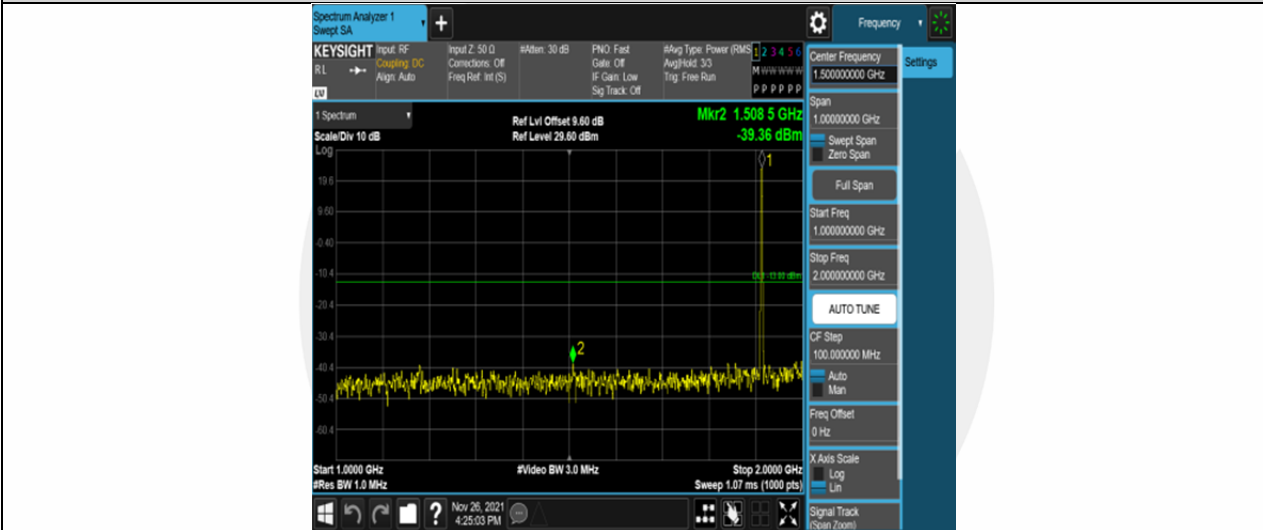 Spectrum Analyzer 1
Swept SA
+
Frequency
KEYSIGHT
Input: RF
Coupling: DC
Align: Auto
Input Z: 50 Ω
Corrections: Off
Freq Ref: Int (S)
#Atten: 30 dB
PNO: Fast
Gate: Off
IF Gain: Low
Sig Track: Off
#Avg Type: Power (RMS
Avg|Hold: 3/3
Trig: Free Run
1 2 3 4 5 6
M W W W W W
P P P P P P
RL
LV
1 Spectrum
Scale/Div 10 dB
Ref Lvl Offset 9.60 dB
Ref Level 29.60 dBm
Mkr2 1.508 5 GHz
-39.36 dBm
Log
19.6
9.60
-0.40
-10.4
-20.4
-30.4
-40.4
-50.4
-60.4
1
DL1 -13.00 dBm
2
Start 1.0000 GHz
#Res BW 1.0 MHz
#Video BW 3.0 MHz
Stop 2.0000 GHz
Sweep 1.07 ms (1000 pts)
Center Frequency
1.500000000 GHz
Settings
Span
1.00000000 GHz
Swept Span
Zero Span
Full Span
Start Freq
1.000000000 GHz
Stop Freq
2.000000000 GHz
AUTO TUNE
CF Step
100.000000 MHz
Auto
Man
Freq Offset
0 Hz
X Axis Scale
Log
Lin
Signal Track
(Span Zoom)
?
Nov 26, 2021
4:25:03 PM